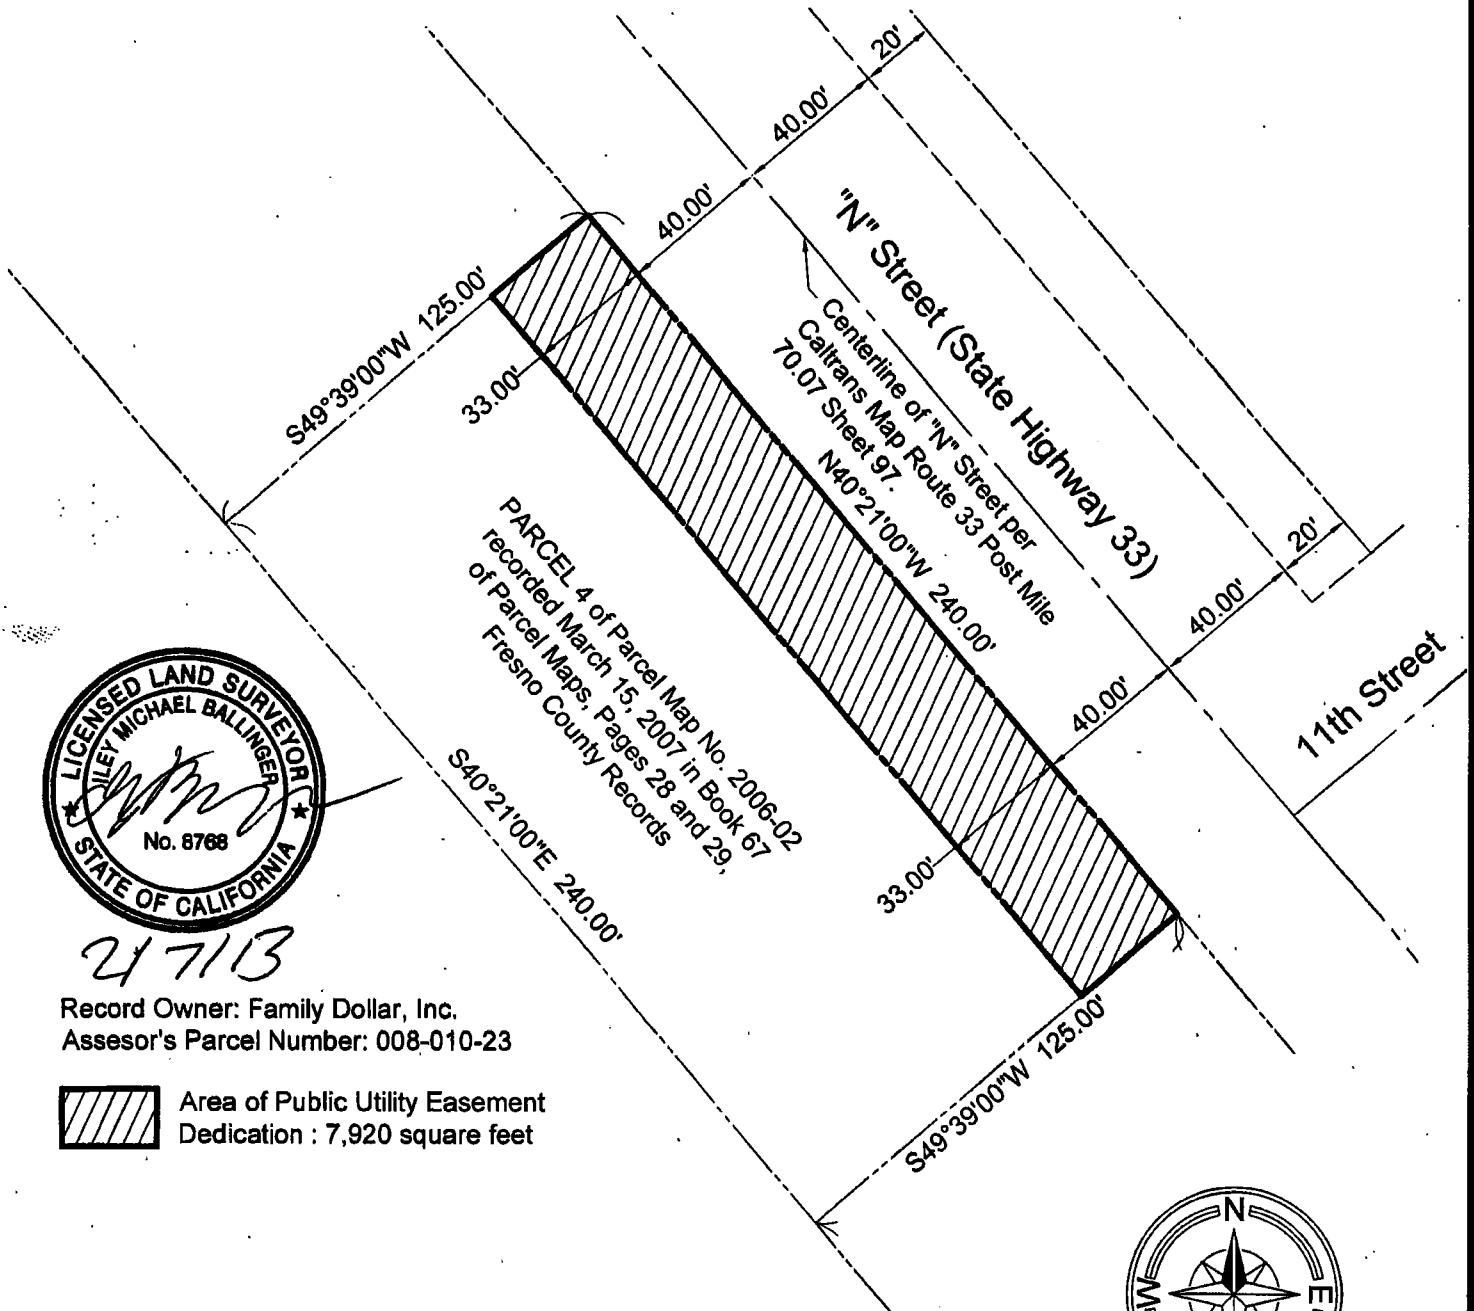 20'
40.00'
40.00'
"N" Street (State Highway 33)
Centerline of "N" Street per
Caltrans Map Route 33 Post Mile
70.07 Sheet 97.
S49°39'00"W 125.00'
33.00'
N40°21'00"W 240.00'
20'
40.00'
40.00'
11th Street
PARCEL 4 of Parcel Map No. 2006-02
recorded March 15, 2007 in Book 67
of Parcel Maps, Pages 28 and 29,
Fresno County Records
33.00'
S40°21'00"E 240.00'
S49°39'00"W 125.00'
LICENSED LAND SURVEYOR
MICHAEL BALLINGER
No. 8768
STATE OF CALIFORNIA
2/7/13
Record Owner: Family Dollar, Inc.
Assesor's Parcel Number: 008-010-23
Area of Public Utility Easement
Dedication : 7,920 square feet
N
W
E